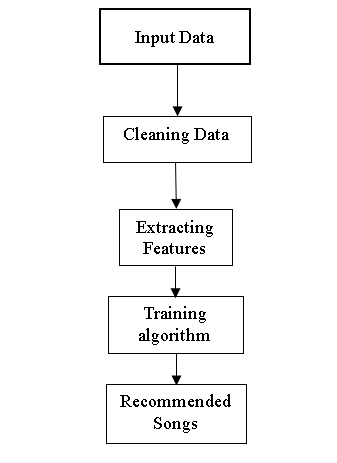 Input Data
Cleaning Data
Extracting
Features
Training
algorithm
Recommended
Songs